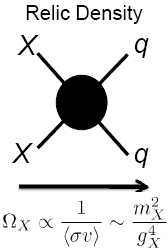 Relic Density
X q
X q
Ω_X ∝ 1/⟨σv⟩ ∼ m_X^2/g_X^4